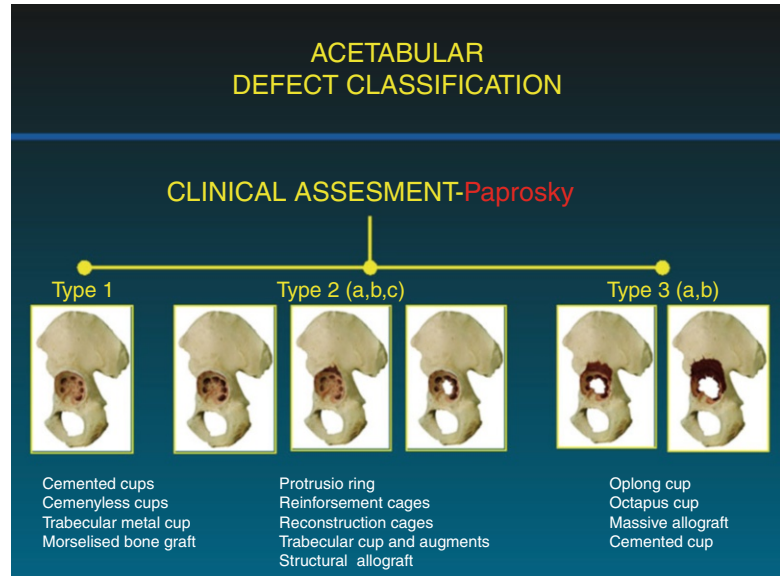 ACETABULAR
DEFECT CLASSIFICATION
CLINICAL ASSESMENT-Paprosky
Type 1
Type 2 (a,b,c)
Type 3 (a,b)
Cemented cups
Cemenyless cups
Trabecular metal cup
Morselised bone graft
Protrusio ring
Reinforsement cages
Reconstruction cages
Trabecular cup and augments
Structural allograft
Oplong cup
Octapus cup
Massive allograft
Cemented cup